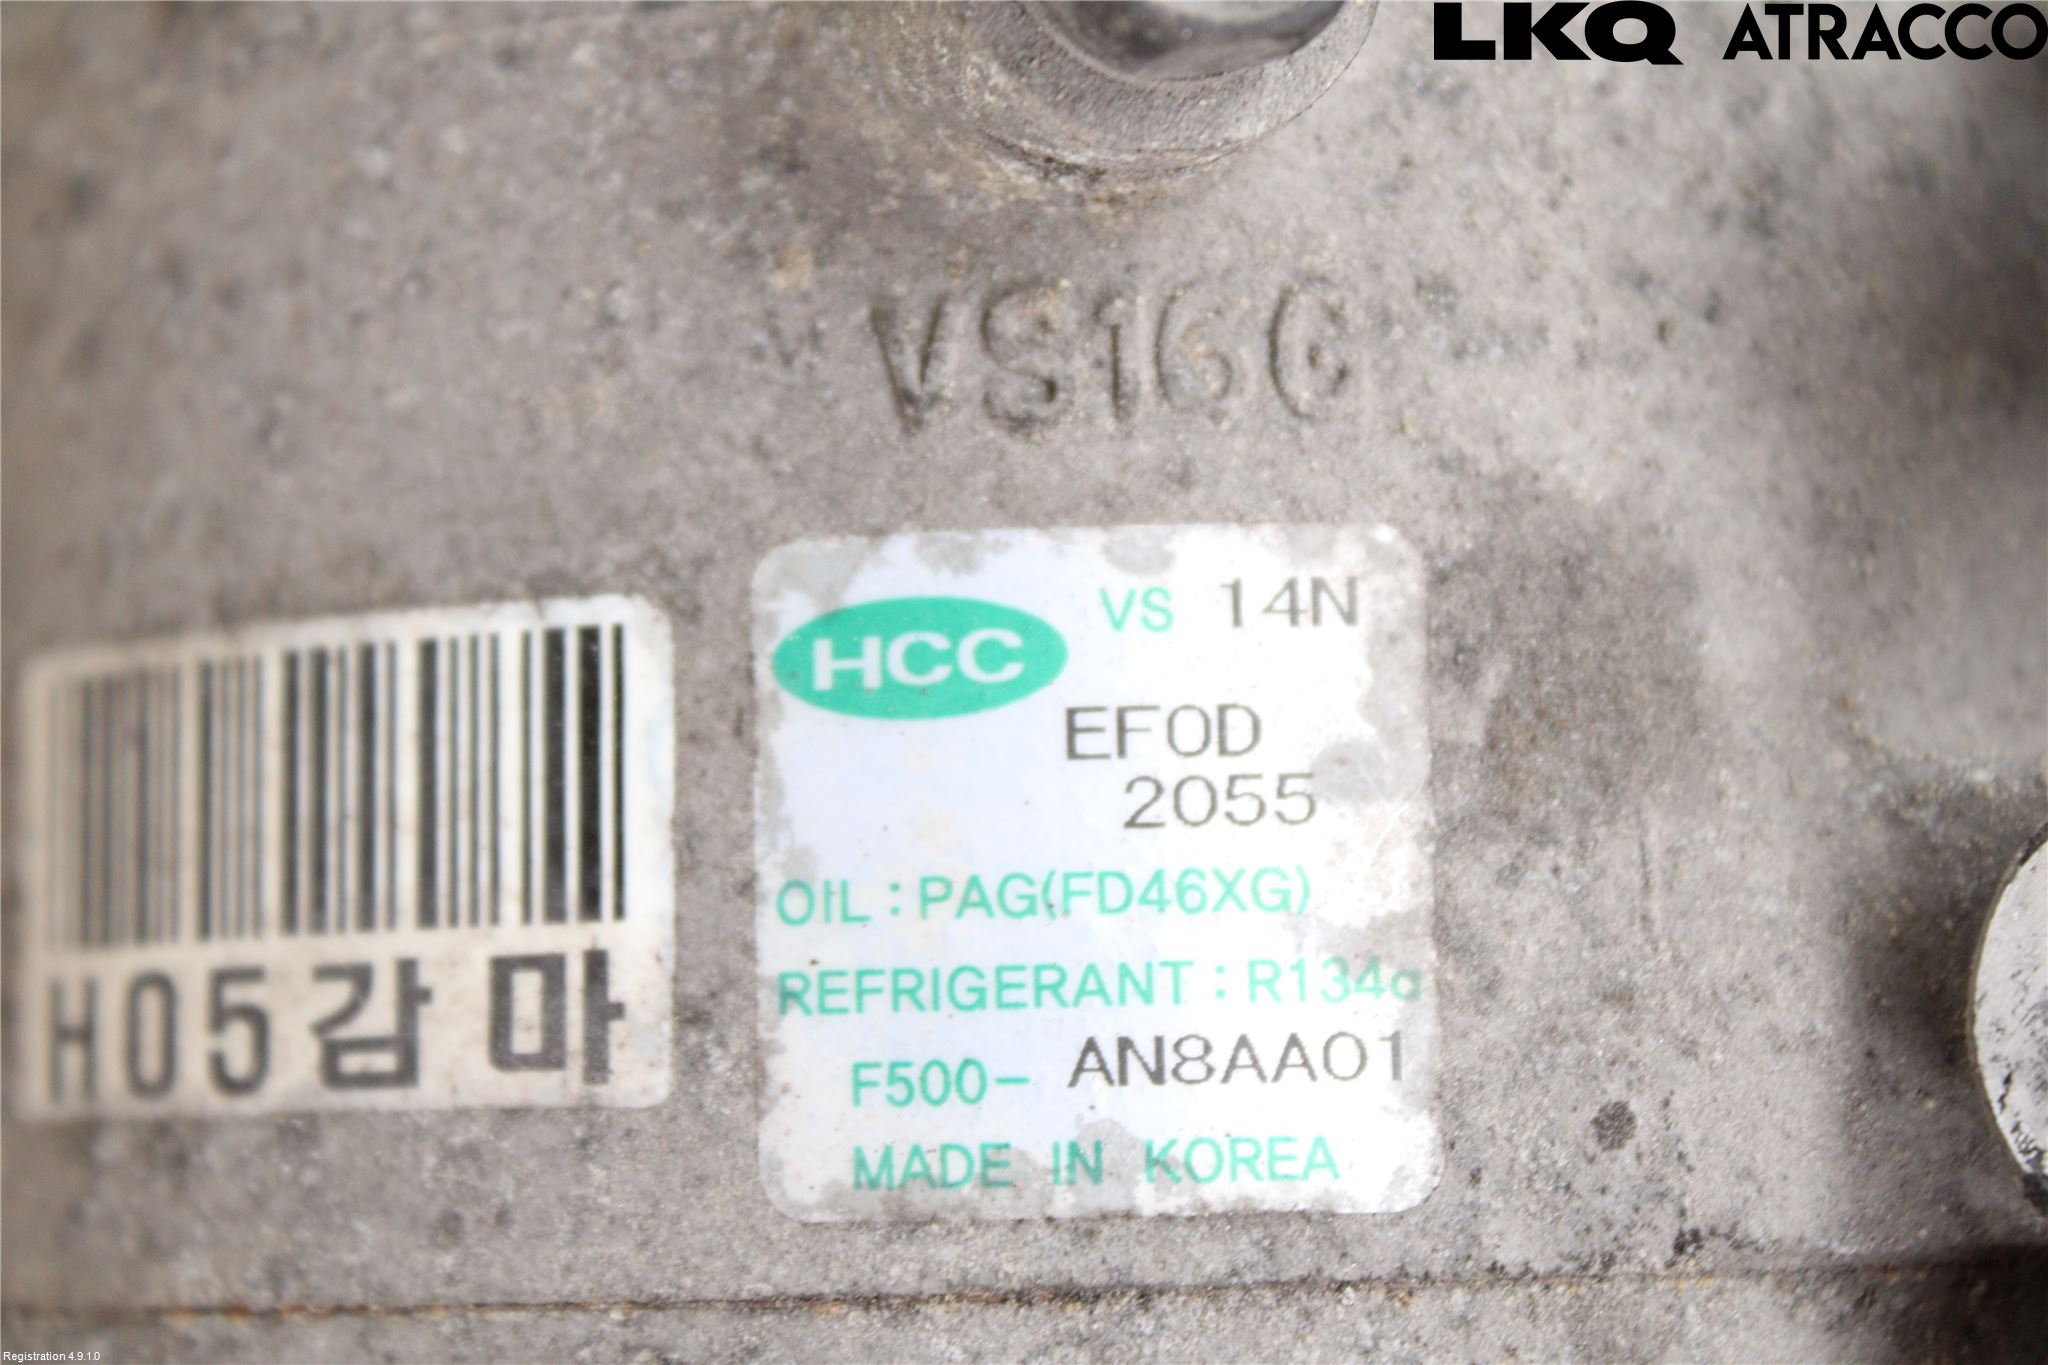 LKQ ATRACCO
VS16G
HCC VS 14N
EF0D
2055
OIL : PAG(FD46XG)
REFRIGERANT : R134a
F500- AN8AA01
MADE IN KOREA
H05감마
Registration 4.9.1.0